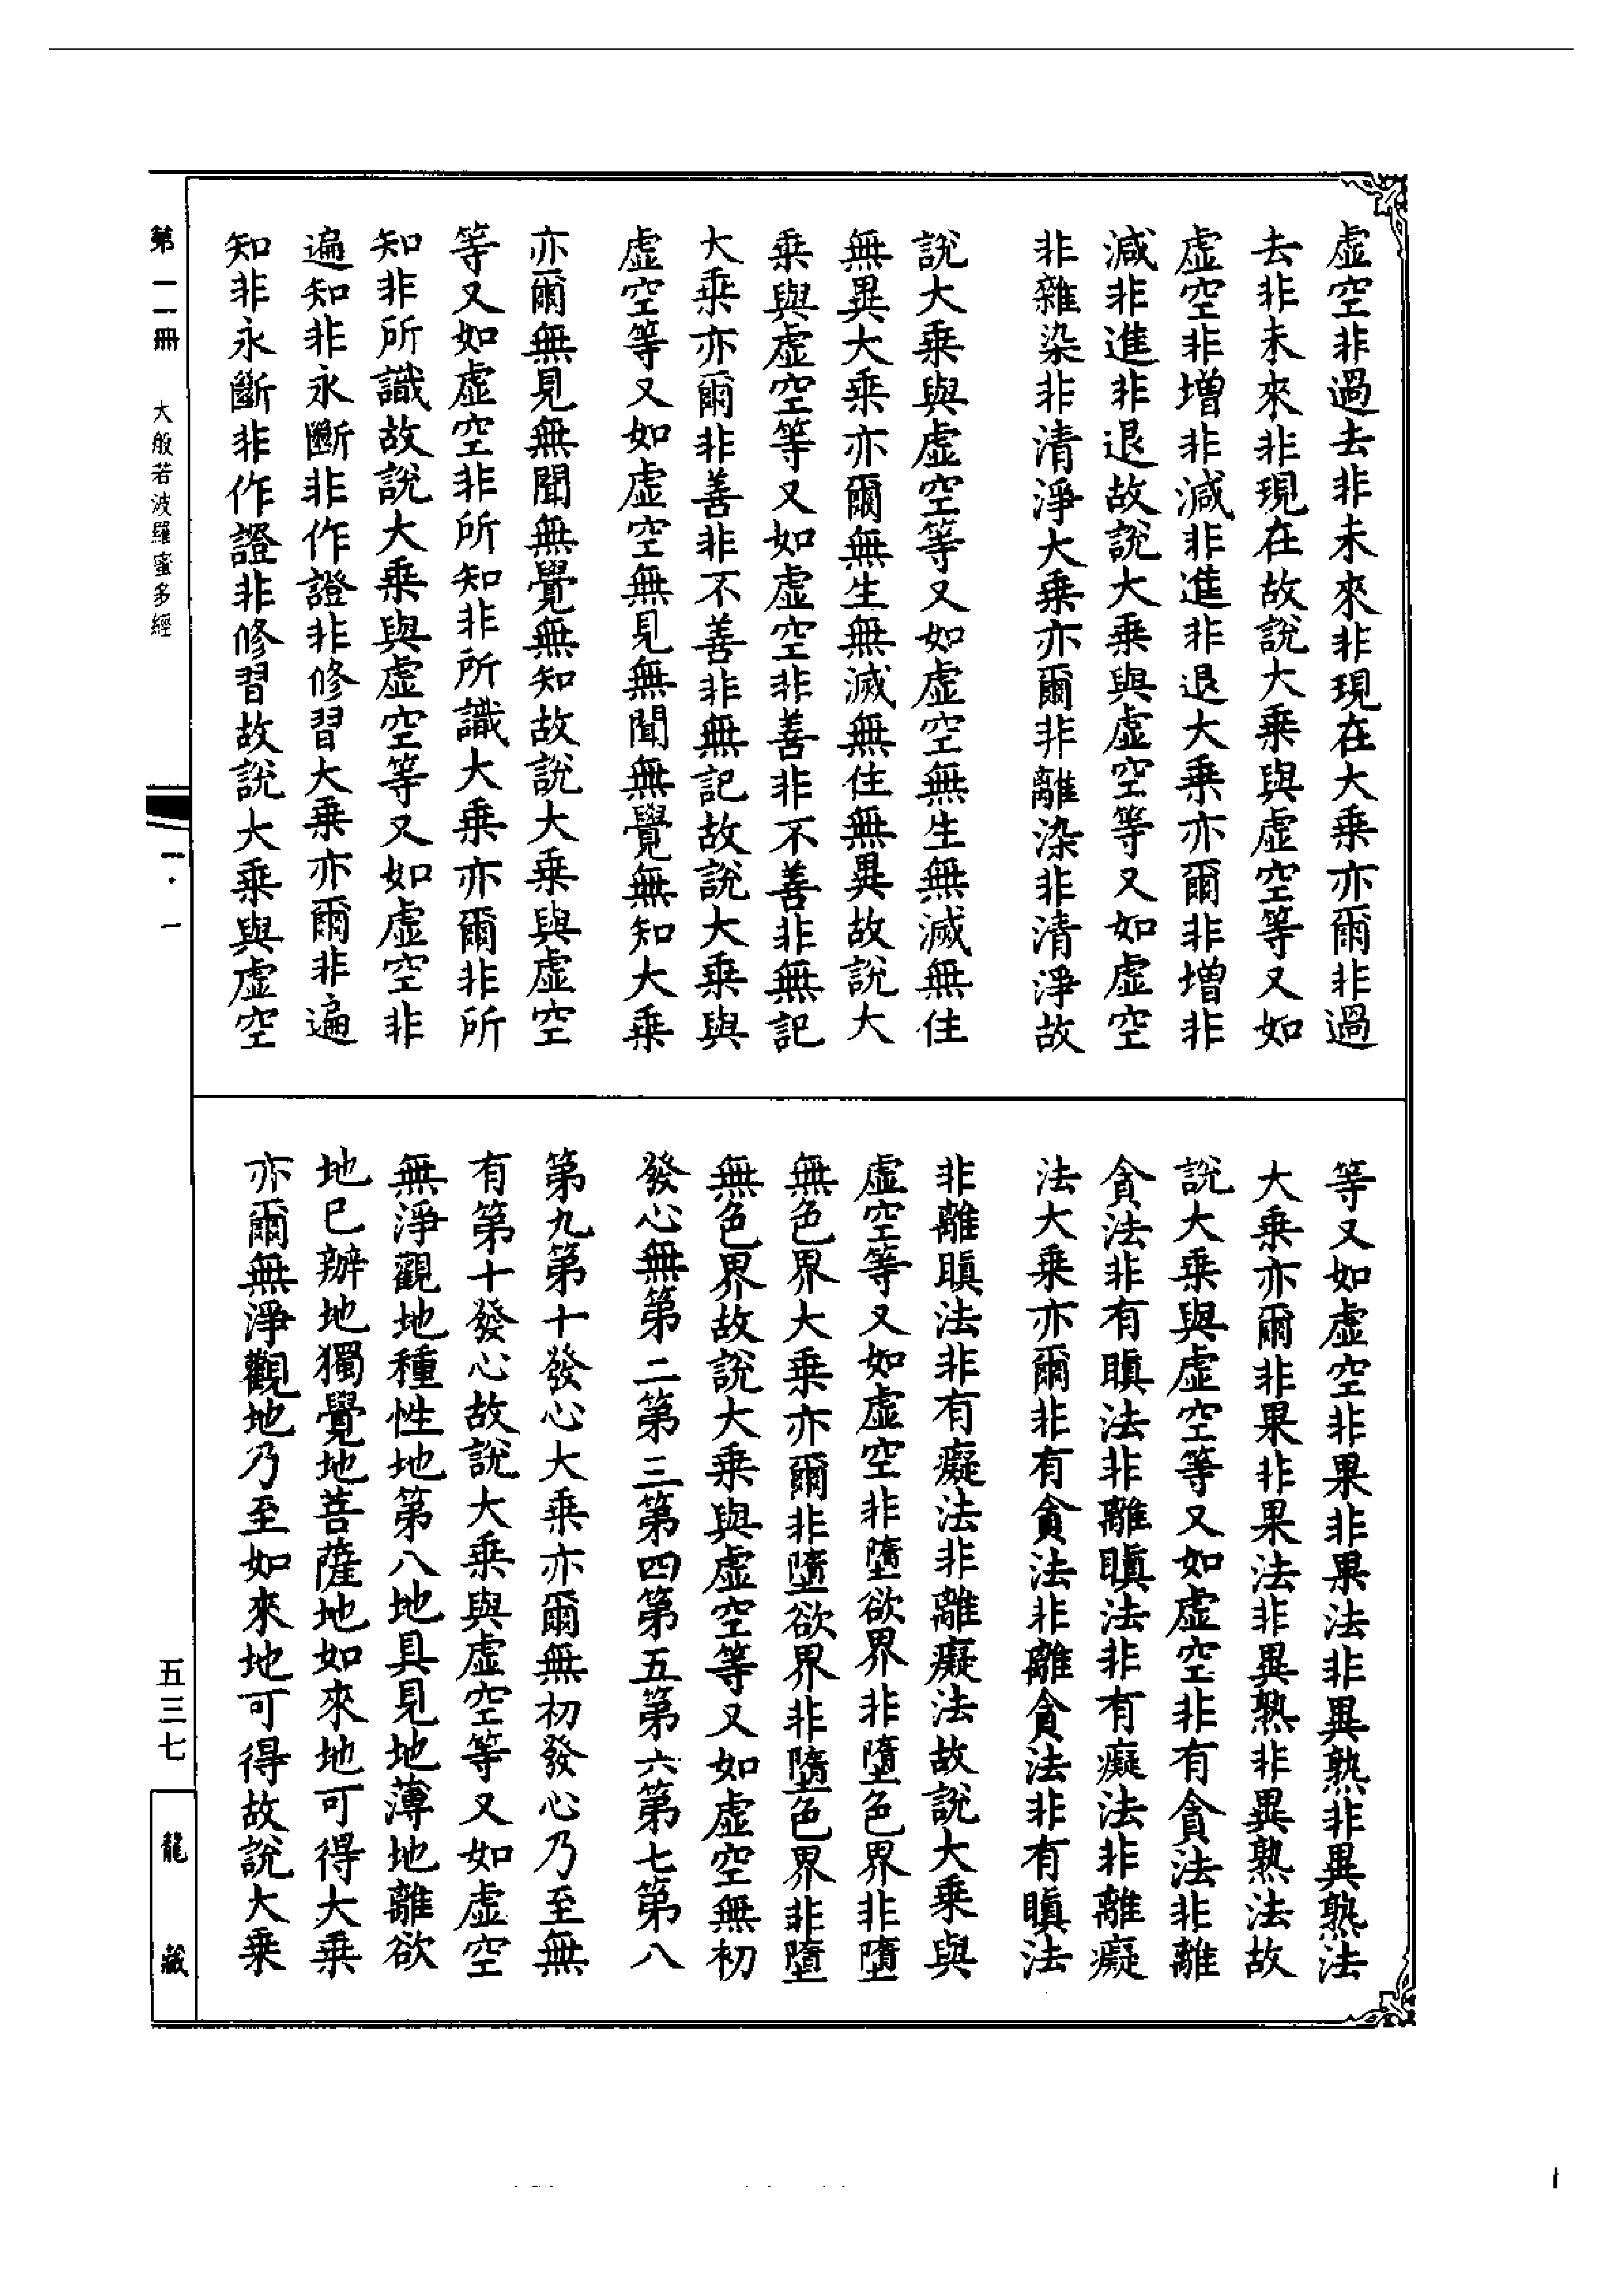 虛空非過去非未來非現在大乘亦爾非過
去非未來非現在故說大乘與虛空等又如
虛空非增非減非進非退大乘亦爾非增非
減非進非退故說大乘與虛空等又如虛空
非雜染非清淨大乘亦爾非離染非清淨故
說大乘與虛空等又如虛空無生無滅無住
無異大乘亦爾無生無滅無住無異故說大
乘與虛空等又如虛空非善非不善非無記
大乘亦爾非善非不善非無記故說大乘與
虛空等又如虛空無見無聞無覺無知大乘
亦爾無見無聞無覺無知故說大乘與虛空
等又如虛空非所知非所識大乘亦爾非所
知非所識故說大乘與虛空等又如虛空非
遍知非永斷非作證非修習大乘亦爾非遍
知非永斷非作證非修習故說大乘與虛空
等又如虛空非果非果法非異熟非異熟法
大乘亦爾非果非果法非異熟非異熟法故
說大乘與虛空等又如虛空非有貪法非離
貪法非有瞋法非離瞋法非有癡法非離癡
法大乘亦爾非有貪法非離貪法非有瞋法
非離瞋法非有癡法非離癡法故說大乘與
虛空等又如虛空非墮欲界非墮色界非墮
無色界大乘亦爾非墮欲界非墮色界非墮
無色界故說大乘與虛空等又如虛空無初
發心無第二第三第四第五第六第七第八
第九第十發心大乘亦爾無初發心乃至無
有第十發心故說大乘與虛空等又如虛空
無淨觀地種性地第八地具見地薄地離欲
地已辦地獨覺地菩薩地如來地可得大乘
亦爾無淨觀地乃至如來地可得故說大乘
第一一冊 大般若波羅蜜多經
一·一
五三七
龍藏